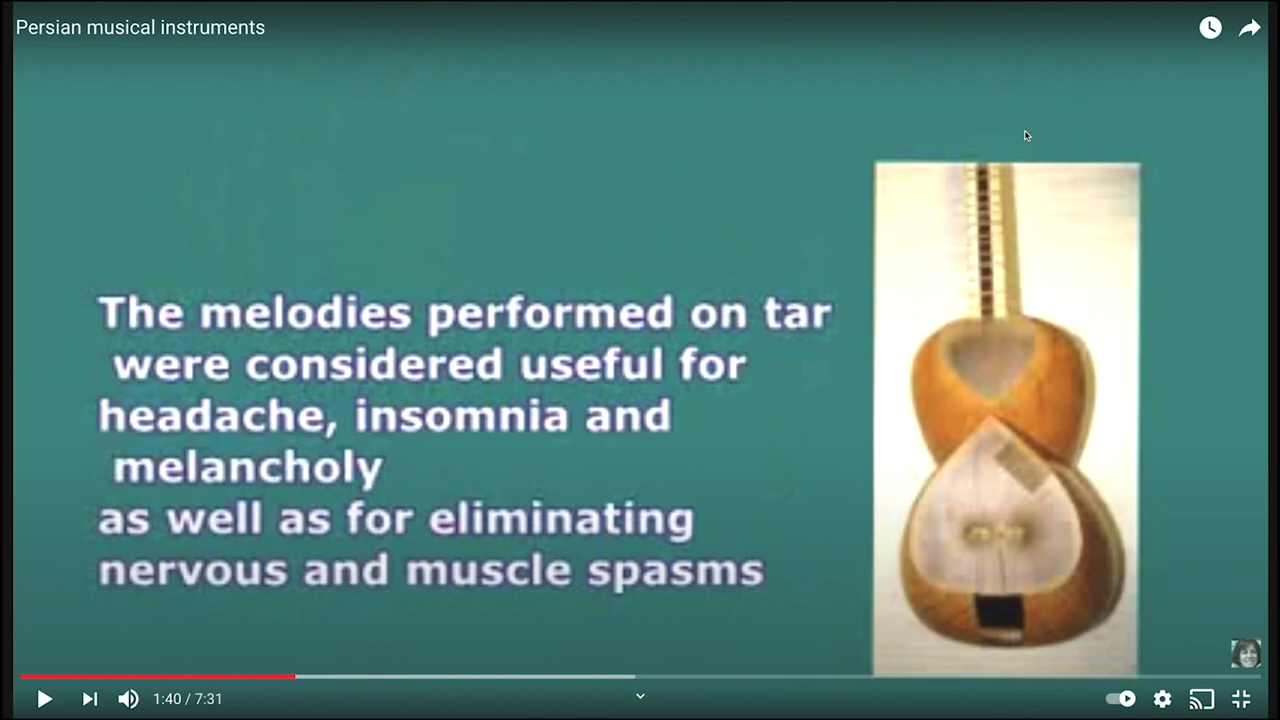 Persian musical instruments
The melodies performed on tar
were considered useful for
headache, insomnia and
melancholy
as well as for eliminating
nervous and muscle spasms
1:40 / 7:31